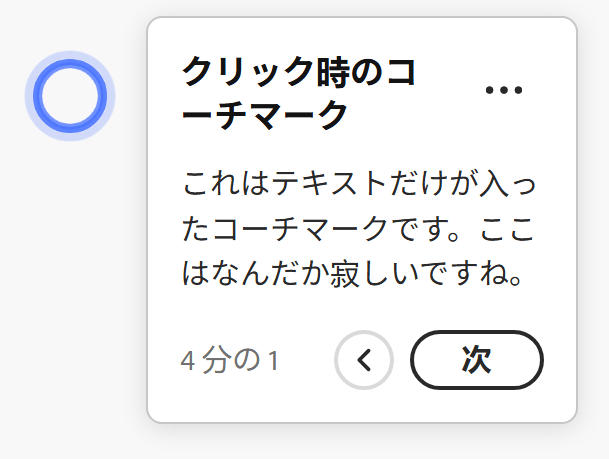 クリック時のコ
ーチマーク
これはテキストだけが入っ
たコーチマークです。ここ
はなんだか寂しいですね。
4 分の 1
次